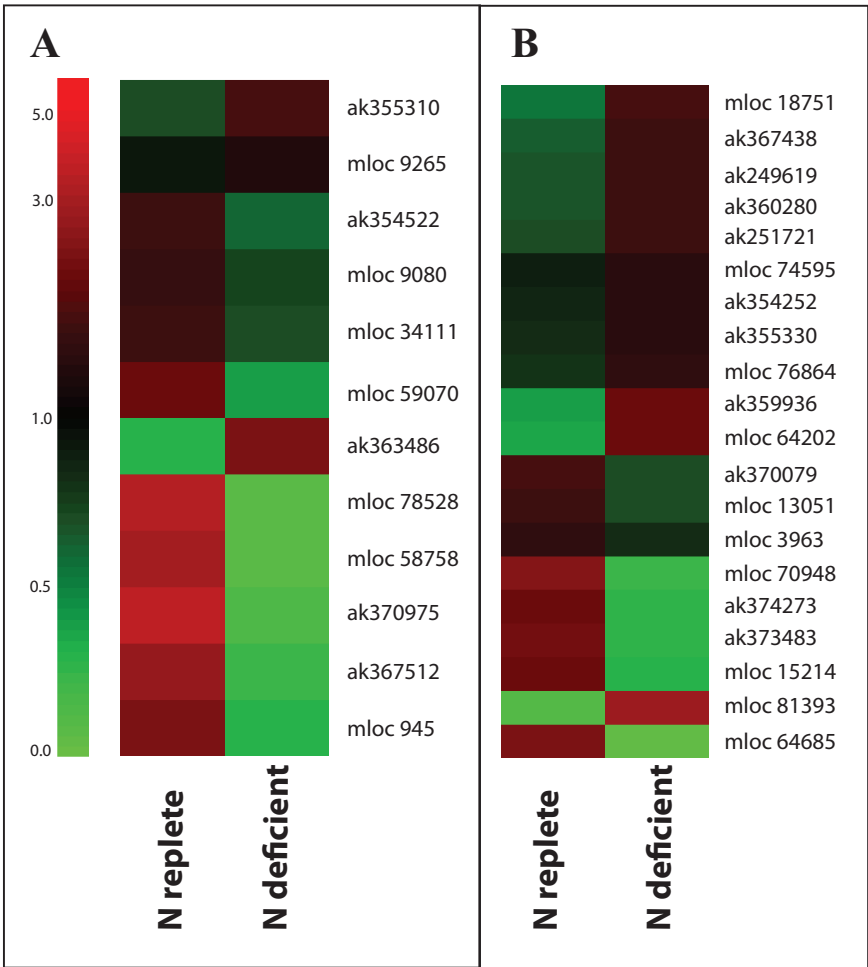 A
5.0
3.0
1.0
0.5
0.0
ak355310
mloc 9265
ak354522
mloc 9080
mloc 34111
mloc 59070
ak363486
mloc 78528
mloc 58758
ak370975
ak367512
mloc 945
N replete
N deficient
B
mloc 18751
ak367438
ak249619
ak360280
ak251721
mloc 74595
ak354252
ak355330
mloc 76864
ak359936
mloc 64202
ak370079
mloc 13051
mloc 3963
mloc 70948
ak374273
ak373483
mloc 15214
mloc 81393
mloc 64685
N replete
N deficient